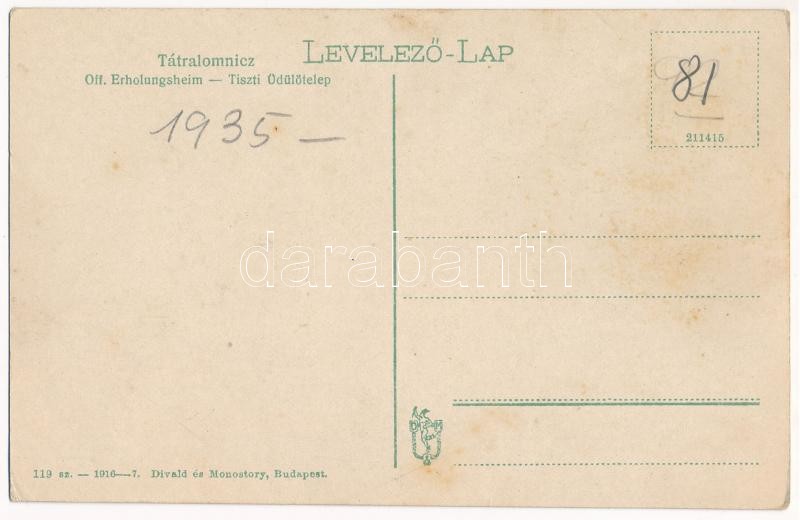 Tátralomnicz
Off. Erholungsheim — Tiszti Üdülőtelep
LEVELEZŐ-LAP
1935 —
81
211415
darabanth
D M
119 sz. — 1916—7. Divald és Monostory, Budapest.